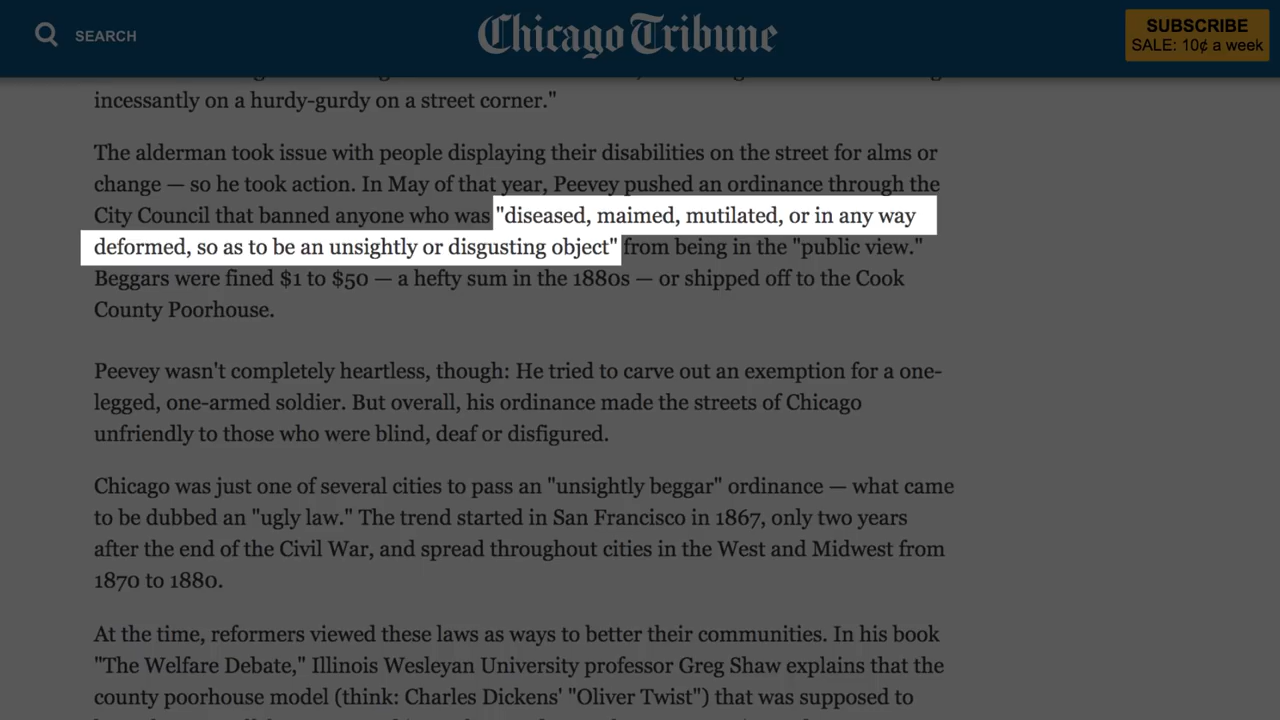 SEARCH
Chicago Tribune
SUBSCRIBE
SALE: 10¢ a week
incessantly on a hurdy-gurdy on a street corner."
The alderman took issue with people displaying their disabilities on the street for alms or
change — so he took action. In May of that year, Peevey pushed an ordinance through the
City Council that banned anyone who was "diseased, maimed, mutilated, or in any way
deformed, so as to be an unsightly or disgusting object" from being in the "public view."
Beggars were fined $1 to $50 — a hefty sum in the 1880s — or shipped off to the Cook
County Poorhouse.
Peevey wasn't completely heartless, though: He tried to carve out an exemption for a one-
legged, one-armed soldier. But overall, his ordinance made the streets of Chicago
unfriendly to those who were blind, deaf or disfigured.
Chicago was just one of several cities to pass an "unsightly beggar" ordinance — what came
to be dubbed an "ugly law." The trend started in San Francisco in 1867, only two years
after the end of the Civil War, and spread throughout cities in the West and Midwest from
1870 to 1880.
At the time, reformers viewed these laws as ways to better their communities. In his book
"The Welfare Debate," Illinois Wesleyan University professor Greg Shaw explains that the
county poorhouse model (think: Charles Dickens' "Oliver Twist") that was supposed to